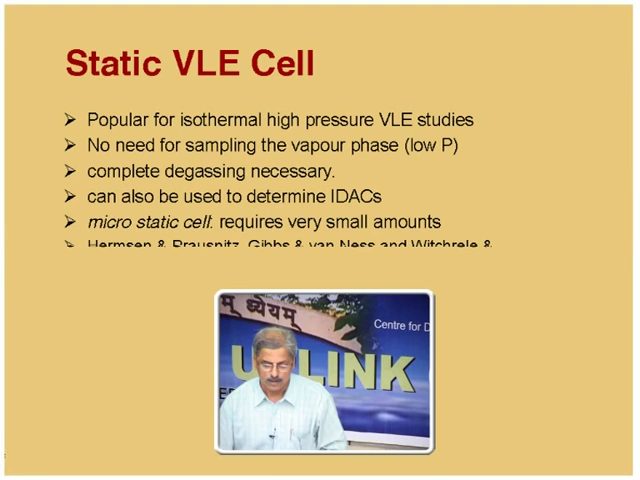 Static VLE Cell
Popular for isothermal high pressure VLE studies
No need for sampling the vapour phase (low P)
complete degassing necessary.
can also be used to determine IDACs
micro static cell: requires very small amounts
Hermsen & Prausnitz, Gibbs & van Ness and Witchrele &
म् ध्येयम्
Centre for D
LINK